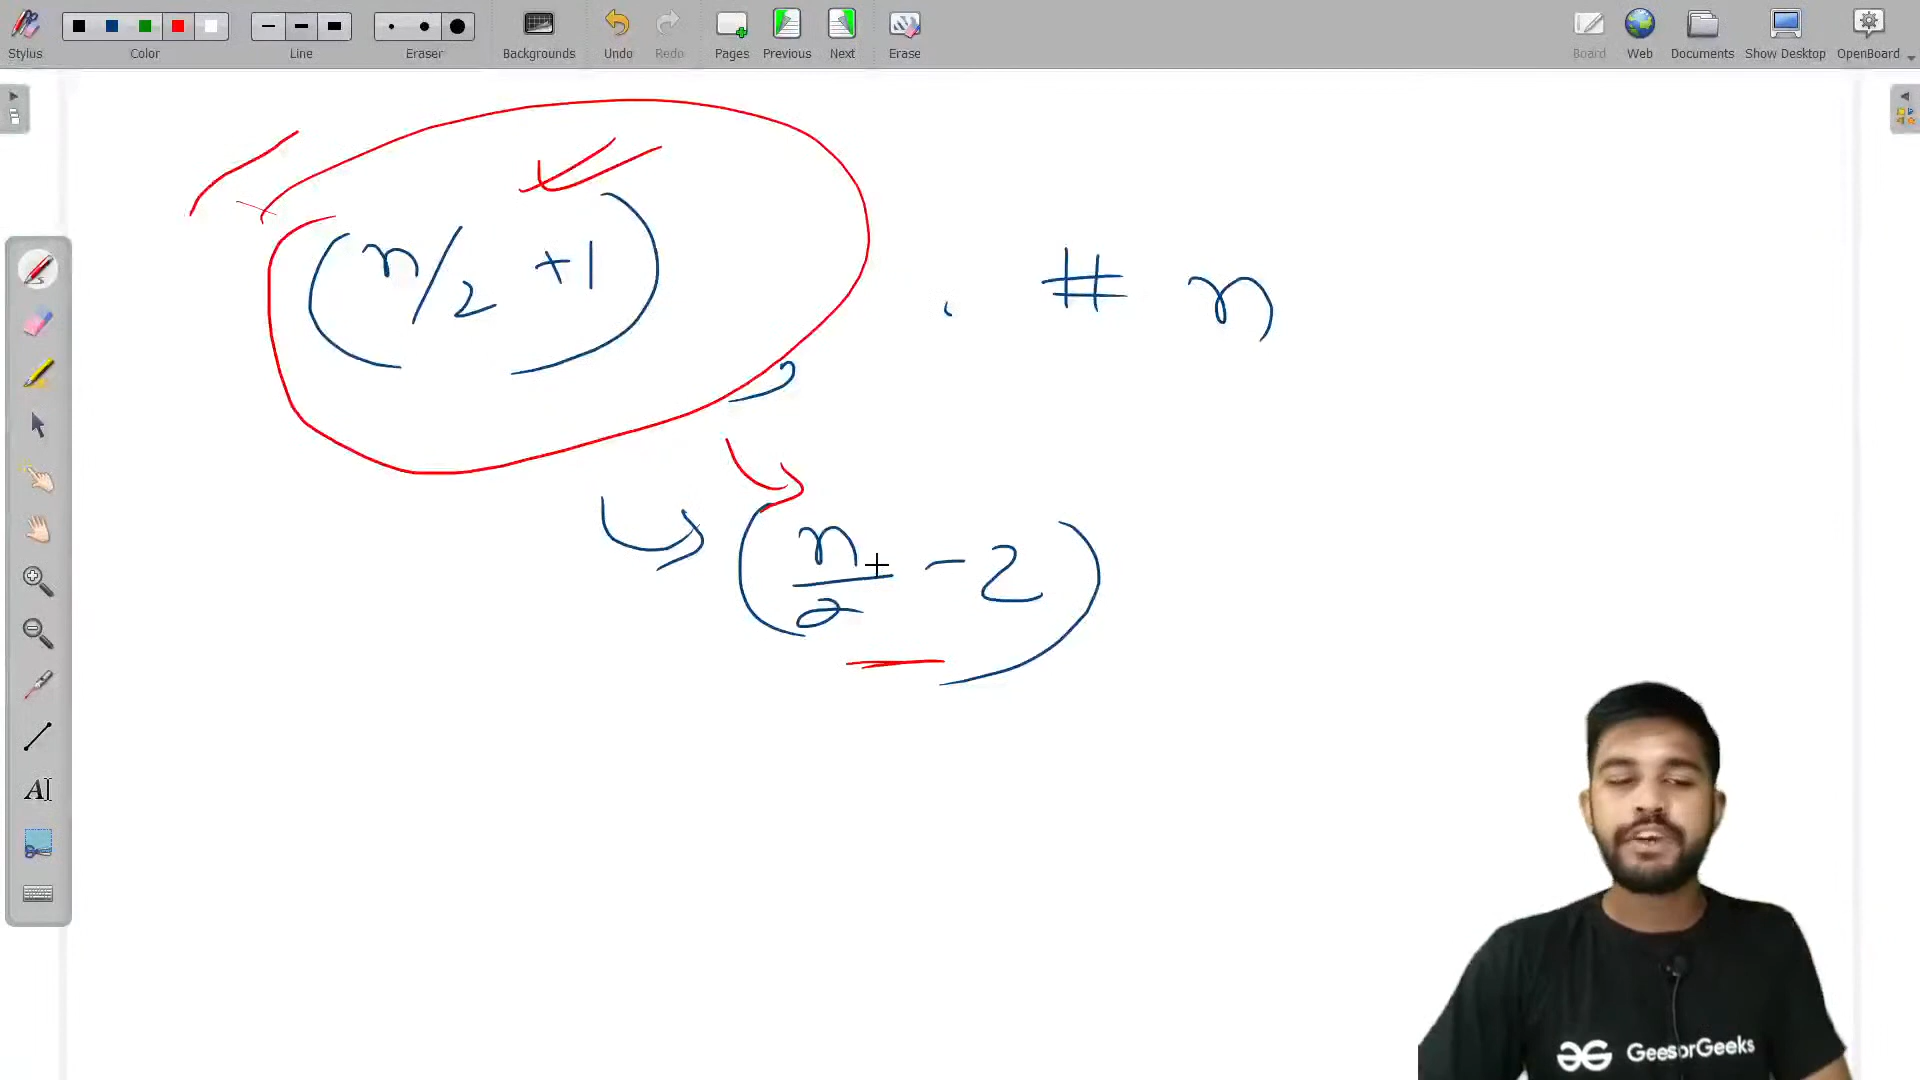 Stylus
Color
Line
Eraser
Backgrounds
Undo
Redo
Pages
Previous
Next
Erase
Board
Web
Documents
Show Desktop
OpenBoard
(n/2 +1)
# n
(n/2 - 2)
GeeksforGeeks